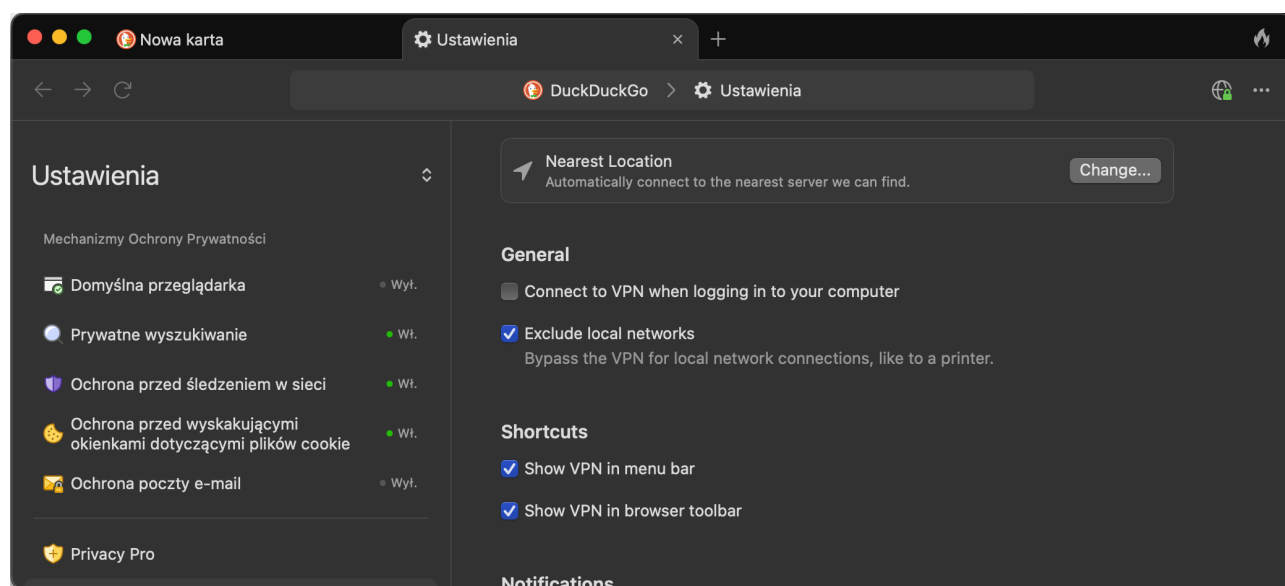 Nowa karta
Ustawienia
DuckDuckGo
Ustawienia
Ustawienia
Mechanizmy Ochrony Prywatności
Domyślna przeglądarka
Wył.
Prywatne wyszukiwanie
Wł.
Ochrona przed śledzeniem w sieci
Wł.
Ochrona przed wyskakującymi
okienkami dotyczącymi plików cookie
Wł.
Ochrona poczty e-mail
Wył.
Privacy Pro
Nearest Location
Automatically connect to the nearest server we can find.
Change...
General
Connect to VPN when logging in to your computer
Exclude local networks
Bypass the VPN for local network connections, like to a printer.
Shortcuts
Show VPN in menu bar
Show VPN in browser toolbar
Notifications